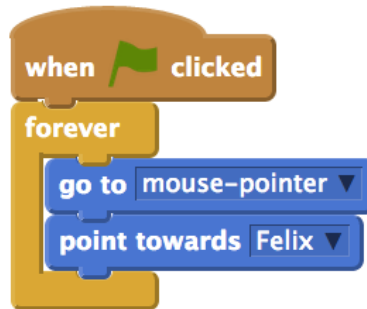 when clicked
forever
go to mouse-pointer
point towards Felix